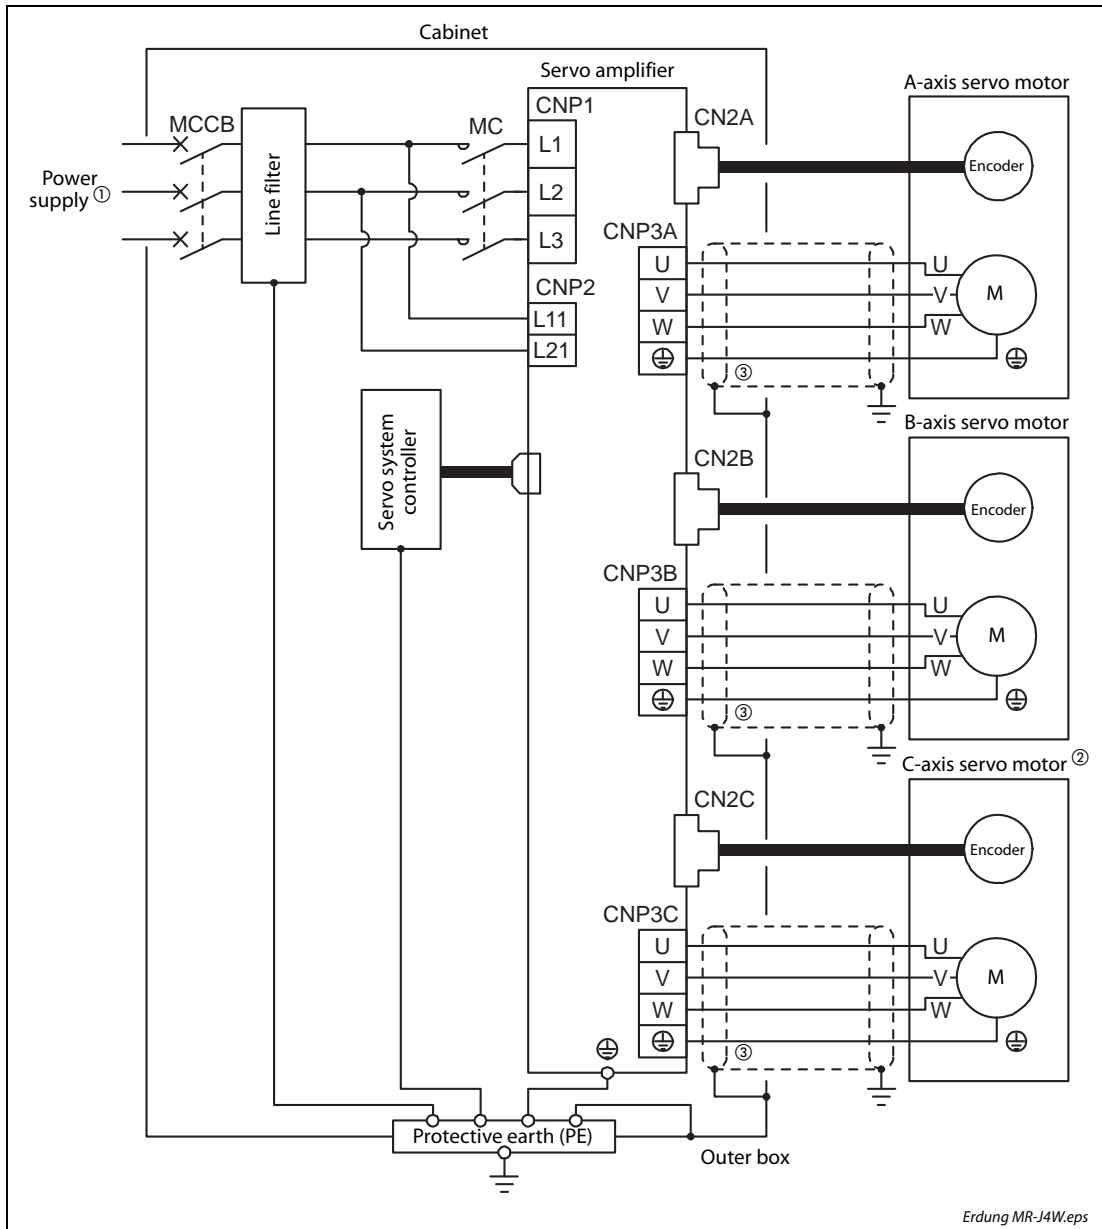 Cabinet
Servo amplifier
A-axis servo motor
CNP1
CN2A
MCCB
MC
L1
Encoder
Power
supply ①
Line filter
L2
CNP3A
L3
U
U
CNP2
V
V
M
L11
W
W
L21
③
B-axis servo motor
Servo system
controller
CN2B
Encoder
CNP3B
U
U
V
V
M
W
W
③
C-axis servo motor ②
CN2C
Encoder
CNP3C
U
U
V
V
M
W
W
③
Protective earth (PE)
Outer box
Erdung MR-J4W.eps